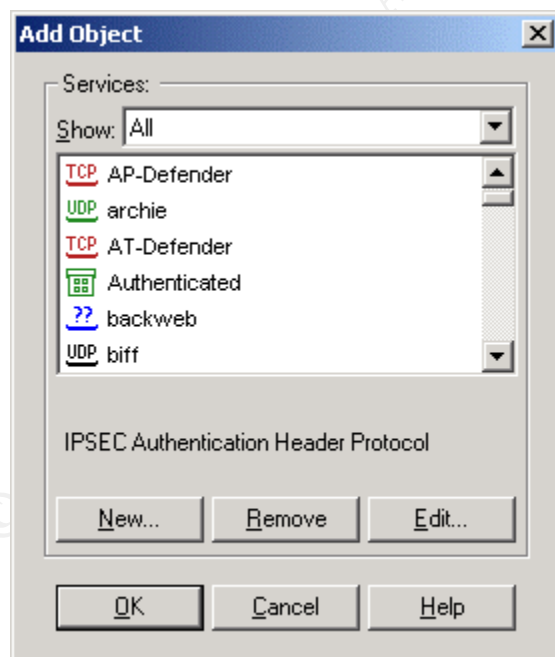 Add Object
Services:
Show: All
TCP AP-Defender
UDP archie
TCP AT-Defender
Authenticated
?? backweb
UDP biff
IPSEC Authentication Header Protocol
New... Remove Edit...
OK Cancel Help